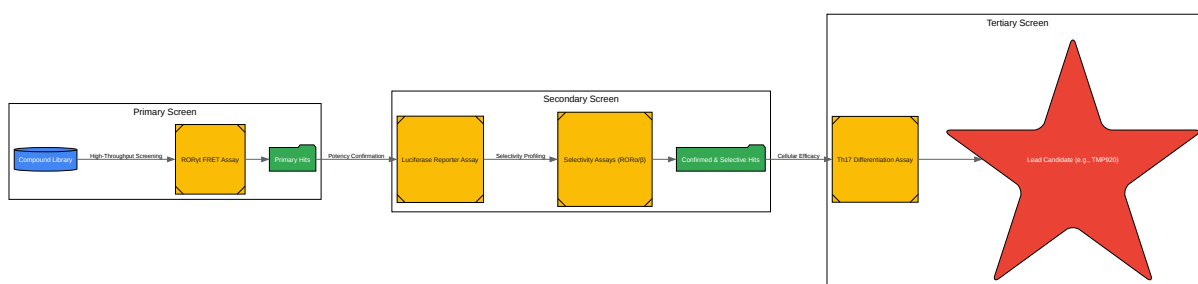 Primary Screen
Compound Library
High-Throughput Screening
RORγt FRET Assay
Primary Hits
Potency Confirmation
Secondary Screen
Luciferase Reporter Assay
Selectivity Profiling
Selectivity Assays (RORα/β)
Confirmed & Selective Hits
Cellular Efficacy
Tertiary Screen
Th17 Differentiation Assay
Lead Candidate (e.g., TMP920)